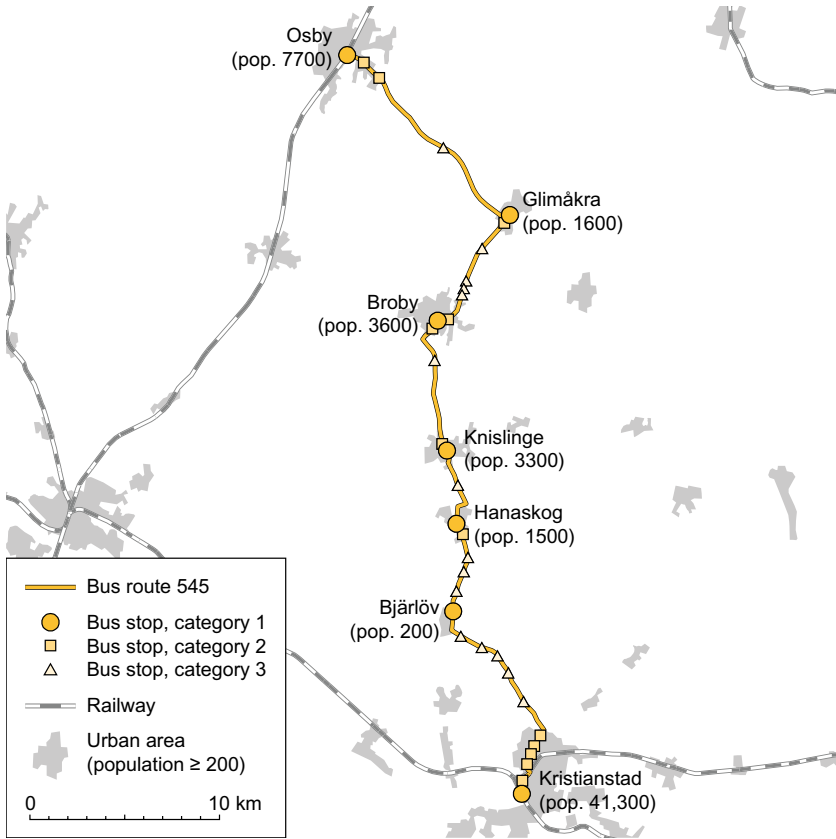 Osby
(pop. 7700)
Glimåkra
(pop. 1600)
Broby
(pop. 3600)
Knislinge
(pop. 3300)
Hanaskog
(pop. 1500)
Bjärlöv
(pop. 200)
Kristianstad
(pop. 41,300)
Bus route 545
Bus stop, category 1
Bus stop, category 2
Bus stop, category 3
Railway
Urban area
(population ≥ 200)
0 10 km